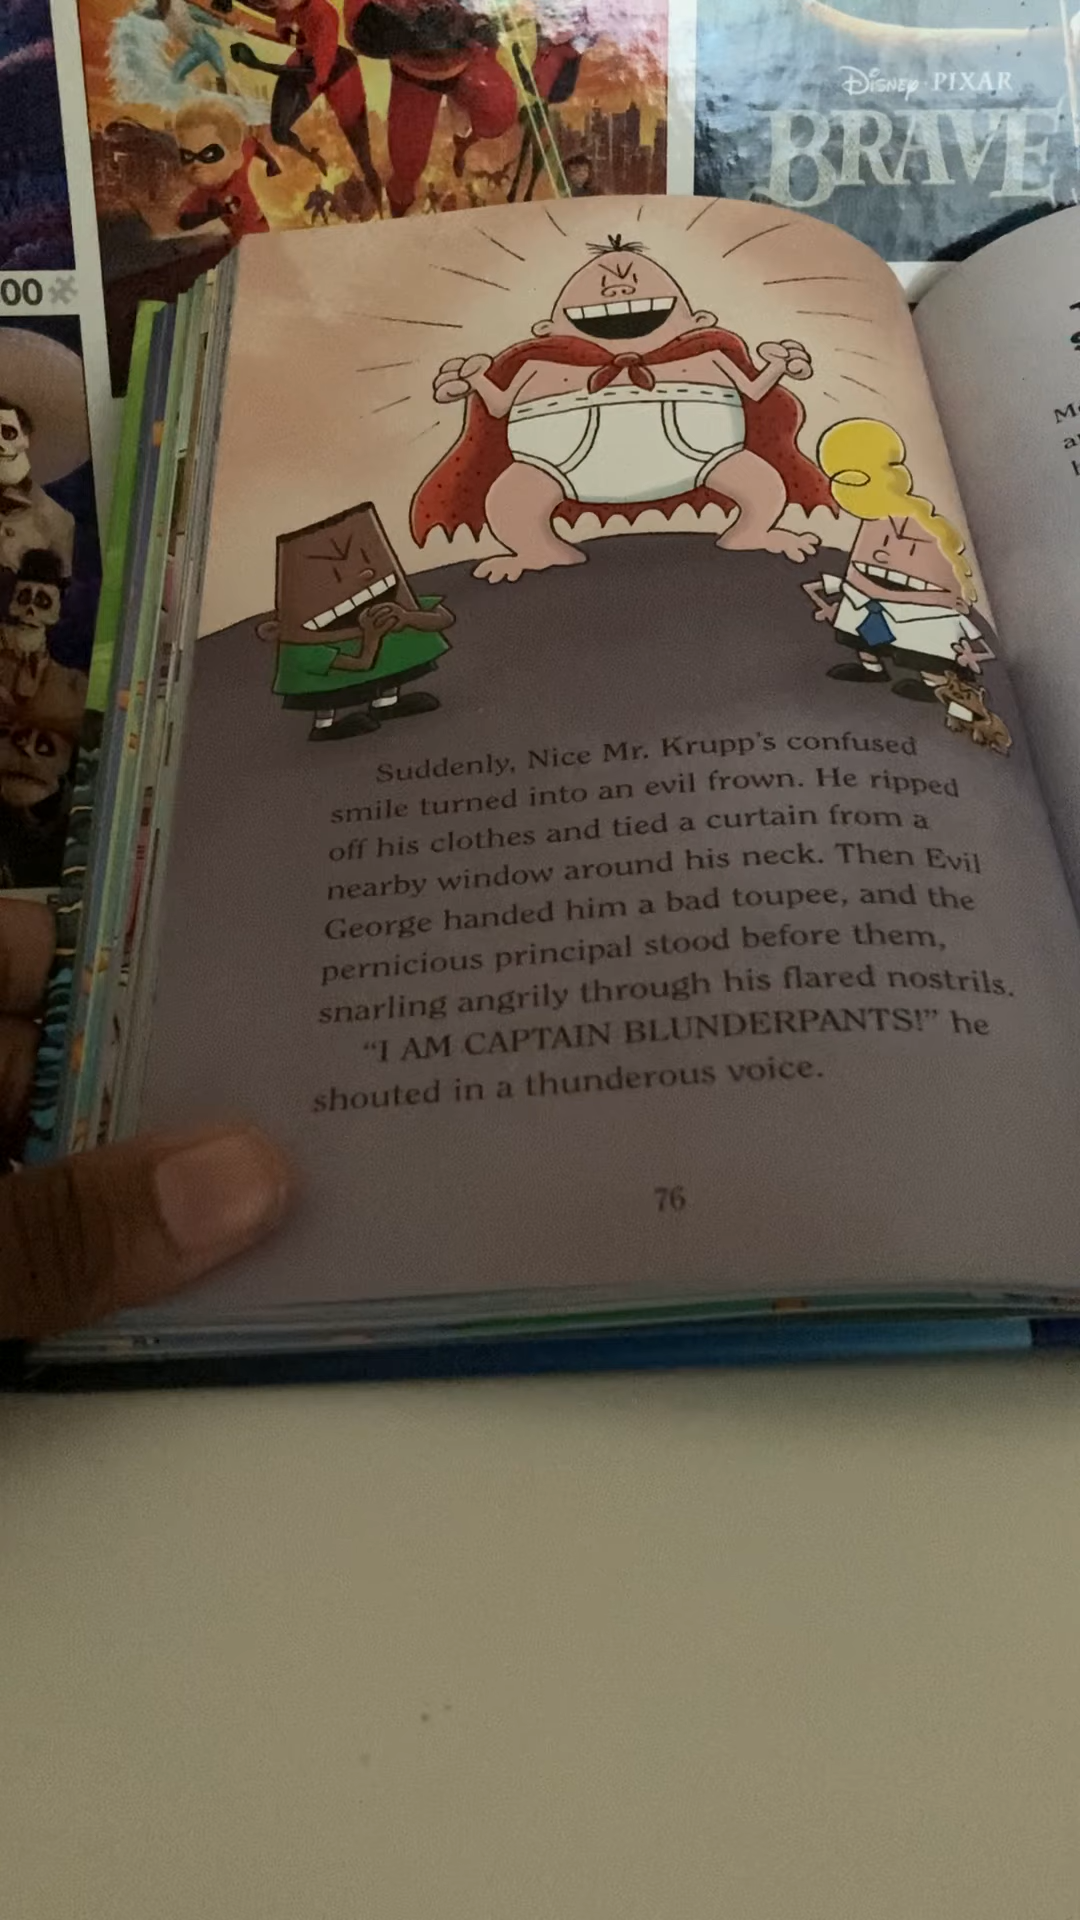 Disney · PIXAR
BRAVE
00
Suddenly, Nice Mr. Krupp's confused
smile turned into an evil frown. He ripped
off his clothes and tied a curtain from a
nearby window around his neck. Then Evil
George handed him a bad toupee, and the
pernicious principal stood before them,
snarling angrily through his flared nostrils.
“I AM CAPTAIN BLUNDERPANTS!” he
shouted in a thunderous voice.
76